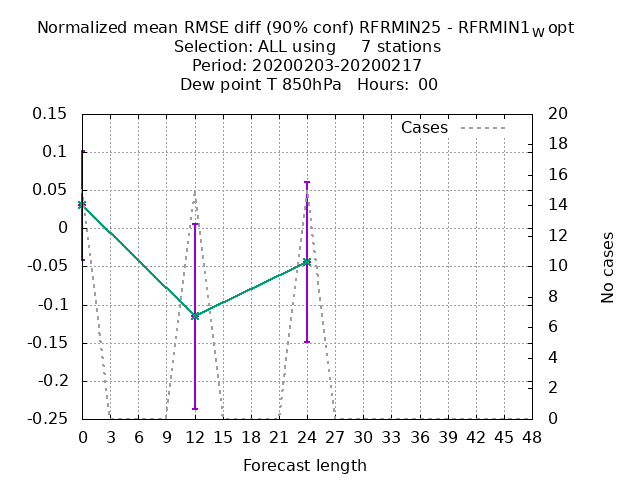 Normalized mean RMSE diff (90% conf) RFRMIN25 - RFRMIN1wopt
Selection: ALL using 7 stations
Period: 20200203-20200217
Dew point T 850hPa Hours: 00
Cases
0.15
0.1
0.05
0
-0.05
-0.1
-0.15
-0.2
-0.25
20
18
16
14
12
10
8
6
4
2
0
No cases
0 3 6 9 12 15 18 21 24 27 30 33 36 39 42 45 48
Forecast length